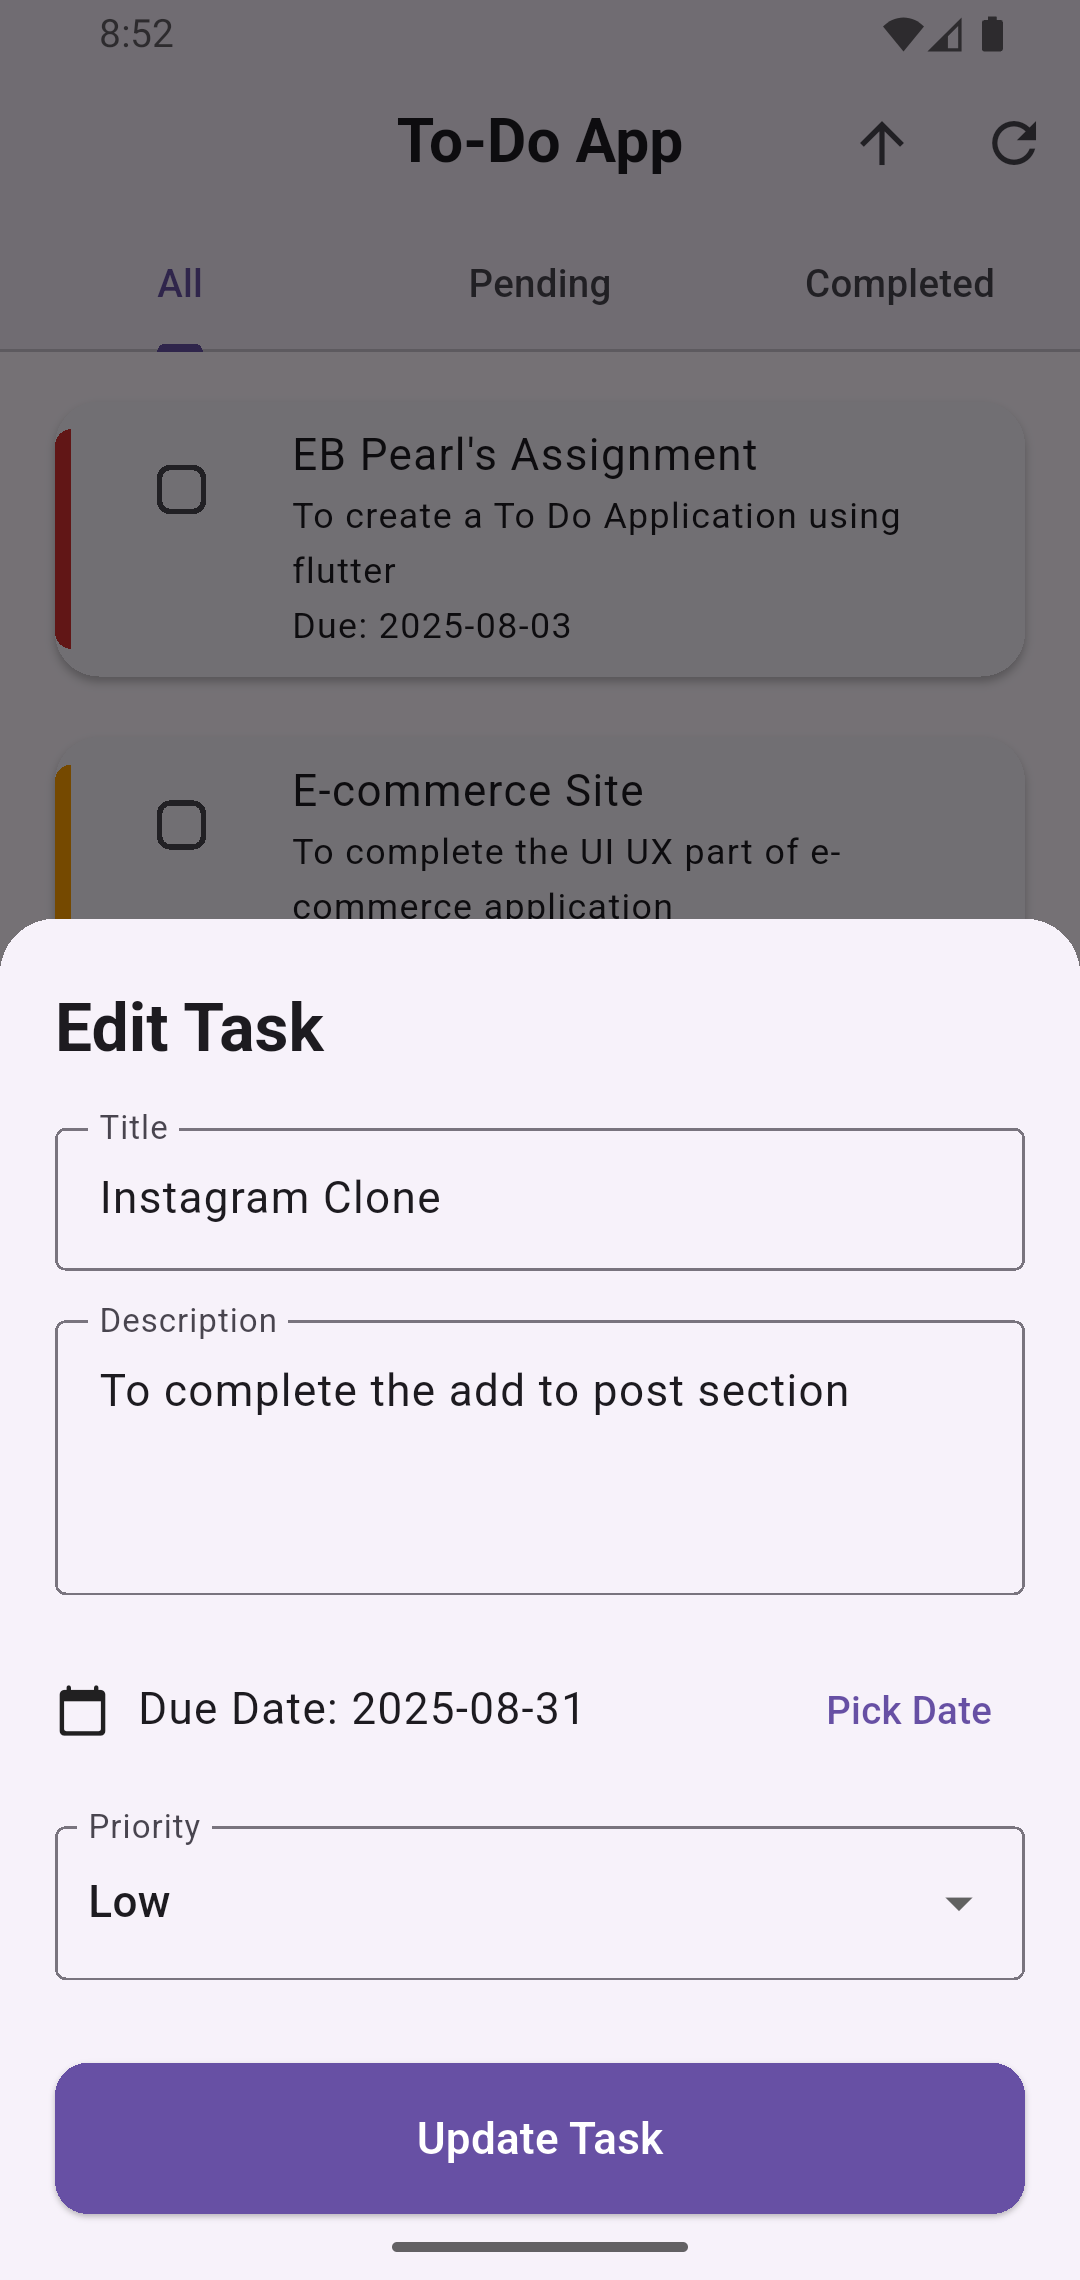 8:52
To-Do App
All Pending Completed
EB Pearl's Assignment
To create a To Do Application using
flutter
Due: 2025-08-03
E-commerce Site
To complete the UI UX part of e-
commerce application
Edit Task
Title
Instagram Clone
Description
To complete the add to post section
Due Date: 2025-08-31 Pick Date
Priority
Low
Update Task